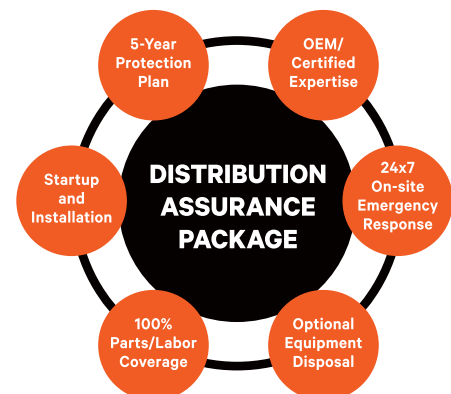 5-Year
Protection
Plan
OEM/
Certified
Expertise
Startup
and
Installation
DISTRIBUTION
ASSURANCE
PACKAGE
24x7
On-site
Emergency
Response
100%
Parts/Labor
Coverage
Optional
Equipment
Disposal